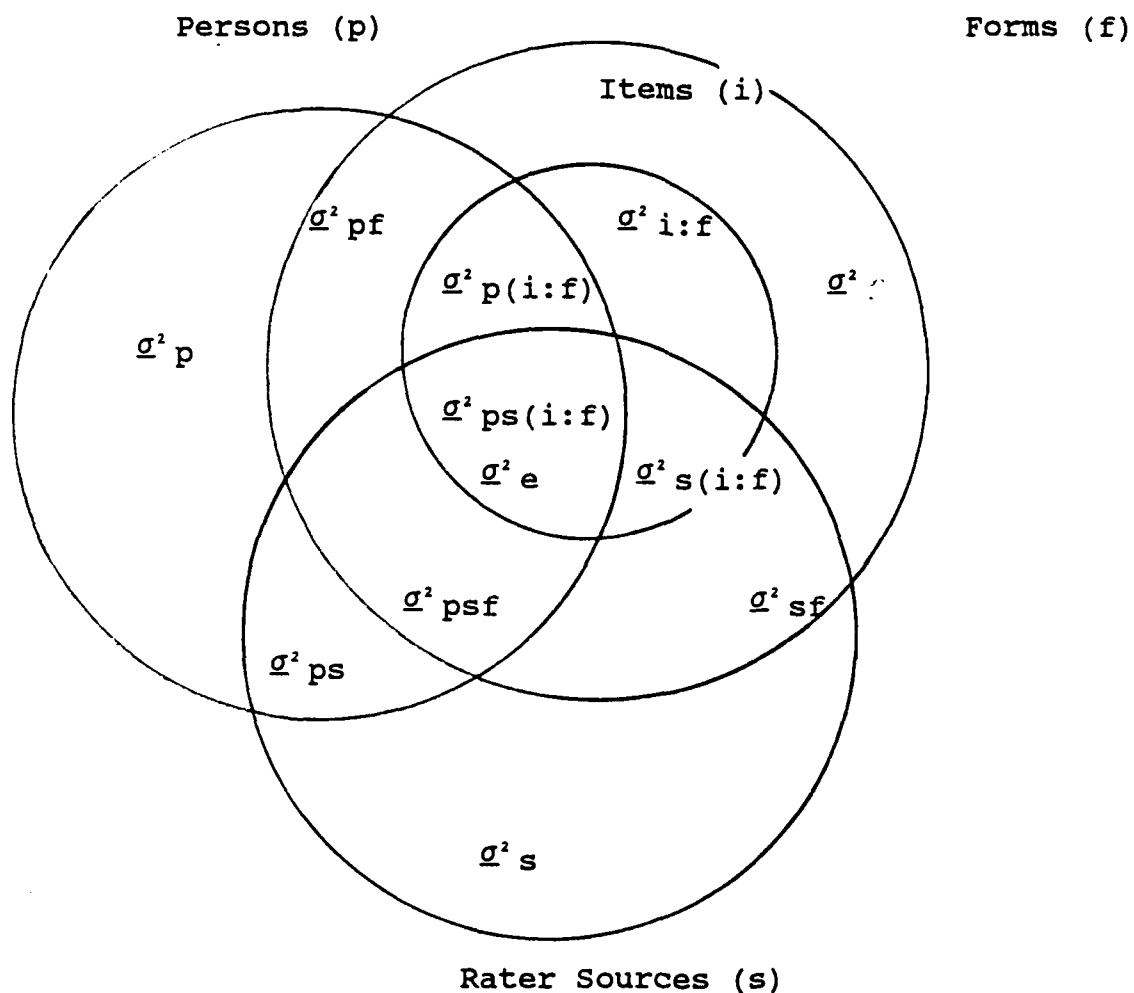 Persons (p)
Forms (f)
Items (i)
σ² pf
σ² i:f
σ² p(i:f)
σ²
σ² p
σ² ps(i:f)
σ² e
σ² s(i:f)
σ² psf
σ² sf
σ² ps
σ² s
Rater Sources (s)